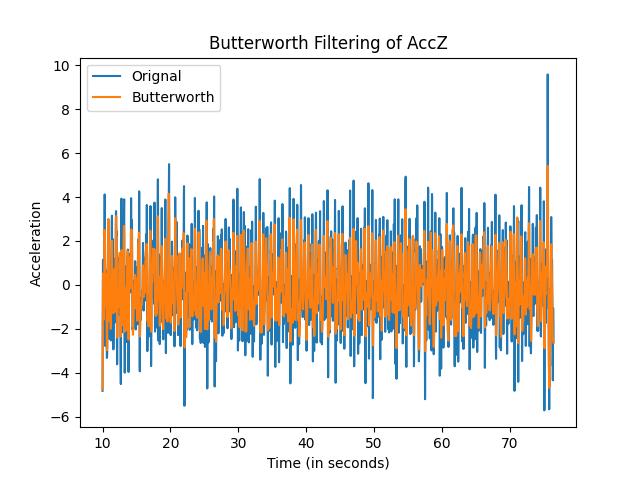 Butterworth Filtering of AccZ
Orignal
Butterworth
Acceleration
10
8
6
4
2
0
−2
−4
−6
10 20 30 40 50 60 70
Time (in seconds)